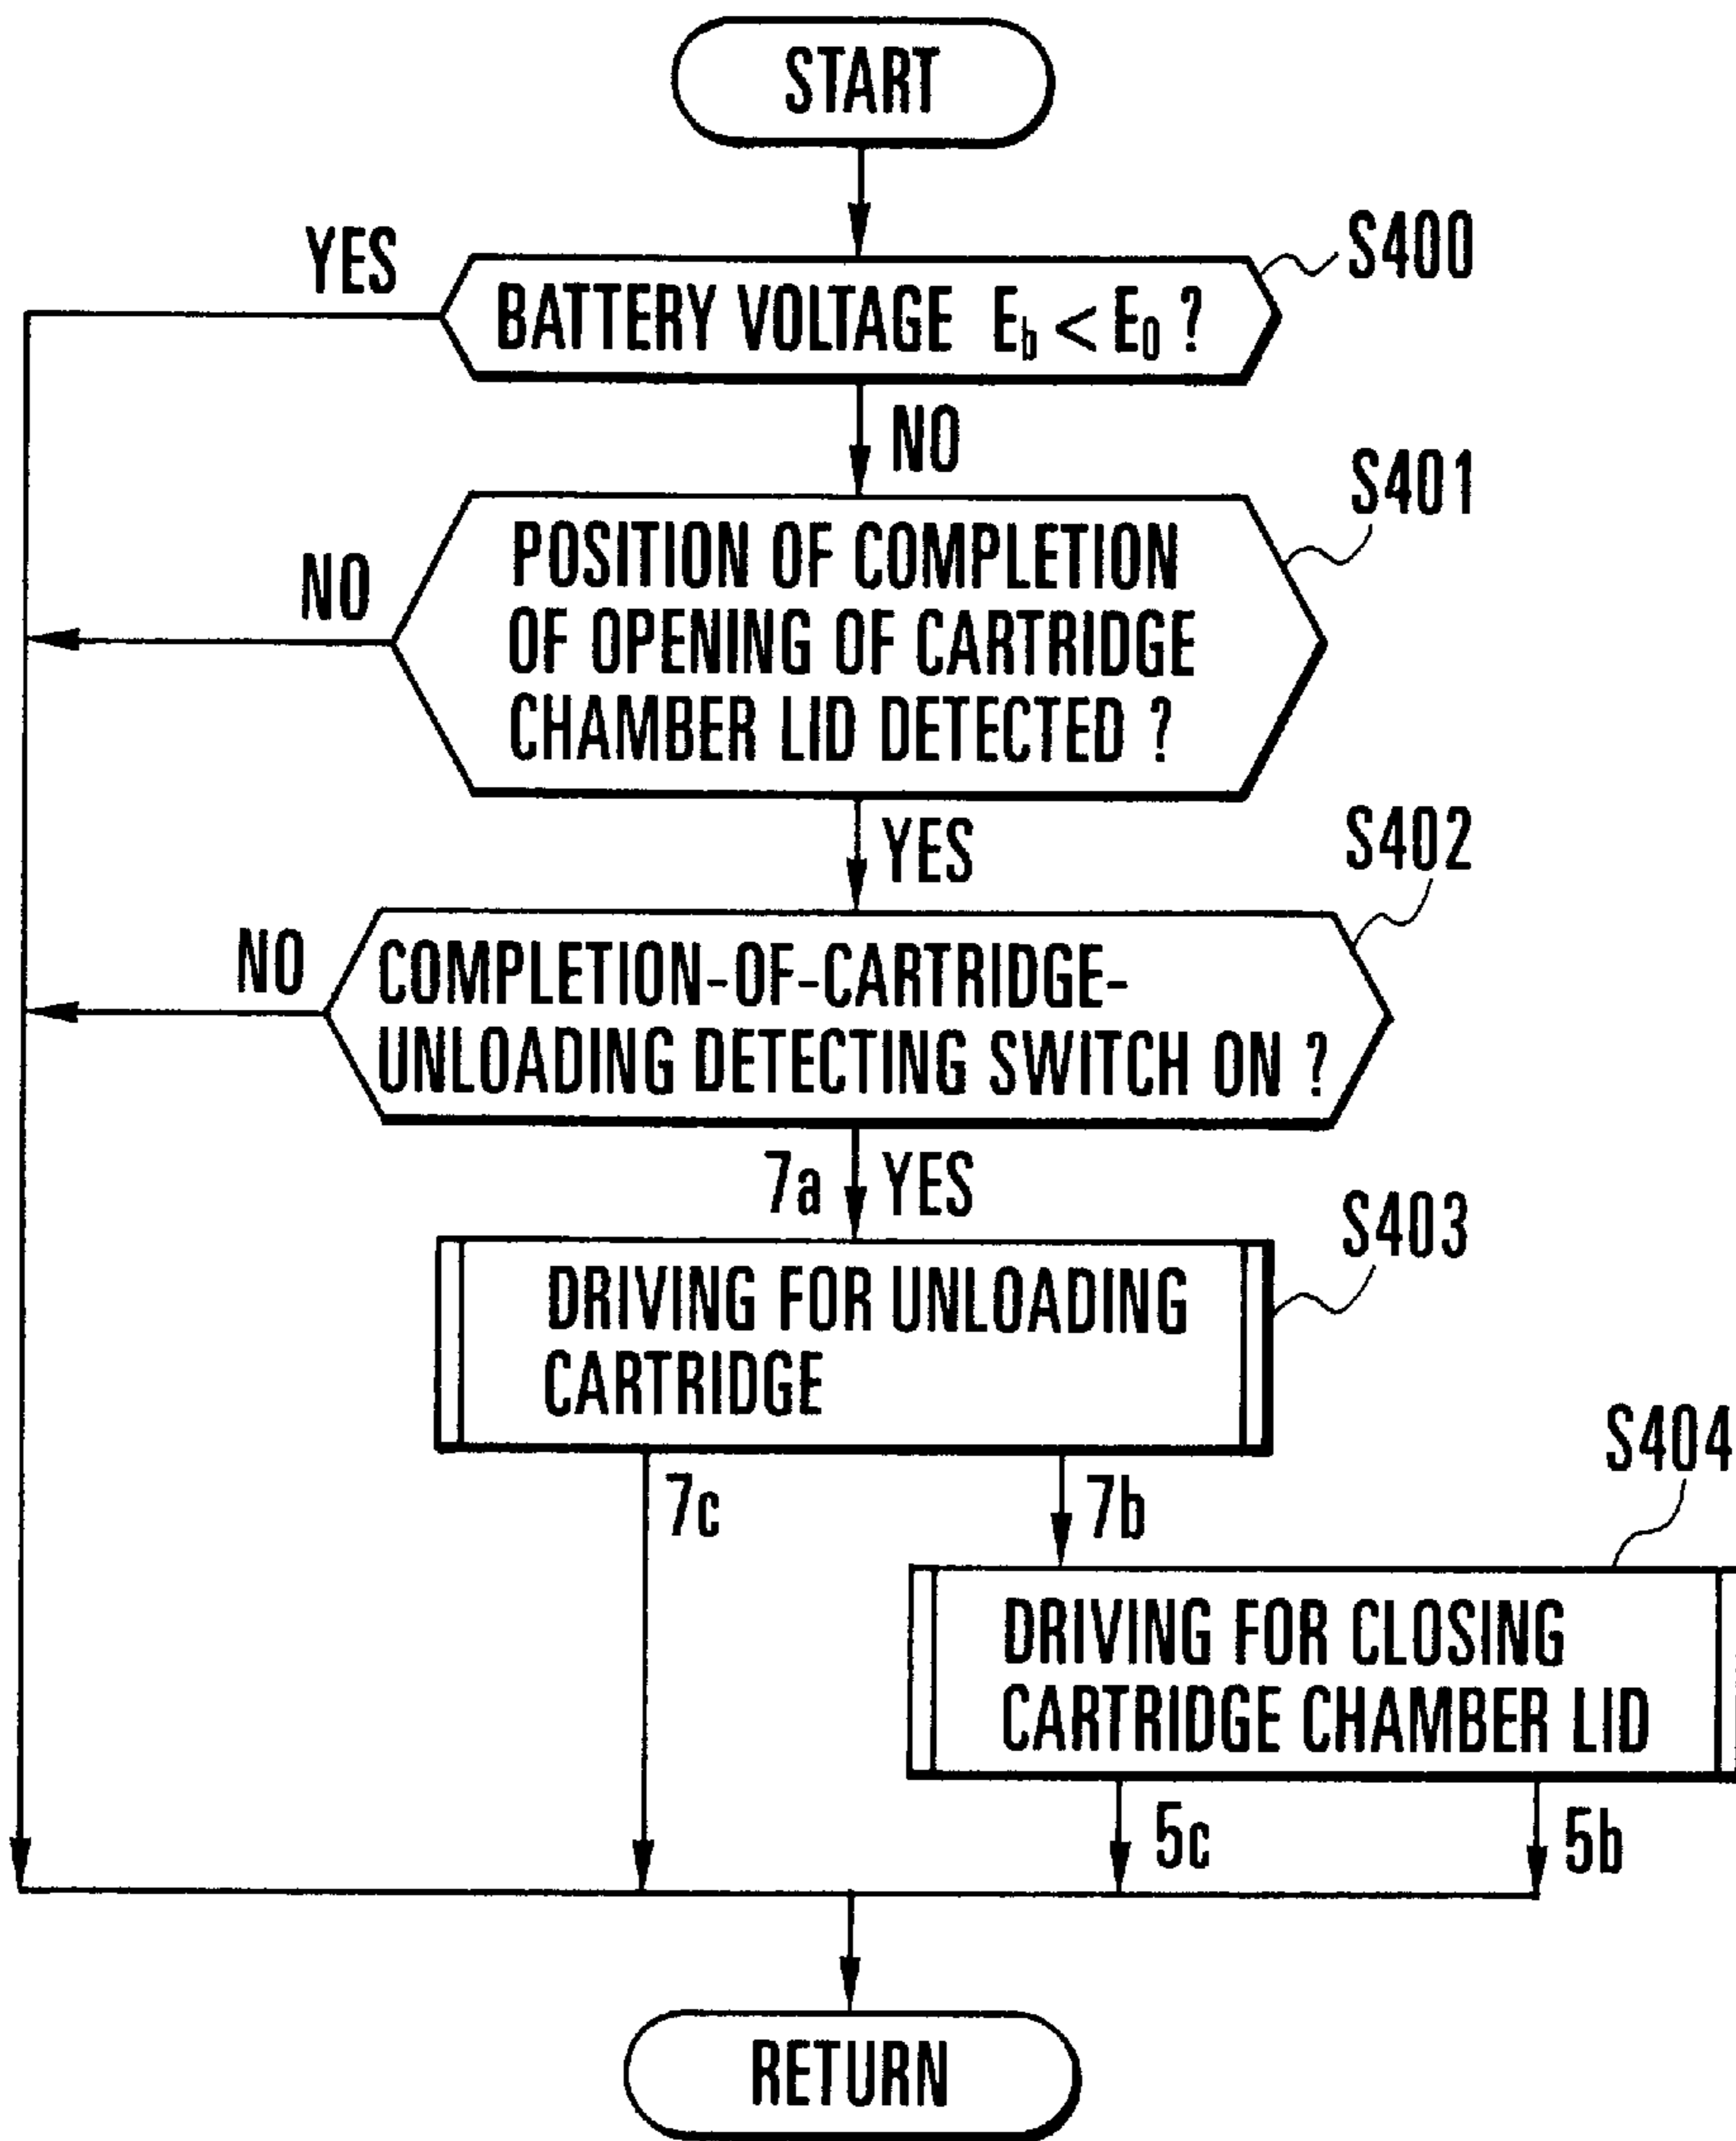 START
YES
S400
BATTERY VOLTAGE Eb < E0 ?
NO
S401
POSITION OF COMPLETION
OF OPENING OF CARTRIDGE
CHAMBER LID DETECTED ?
NO
YES
S402
NO
COMPLETION-OF-CARTRIDGE-
UNLOADING DETECTING SWITCH ON ?
7a YES
S403
DRIVING FOR UNLOADING
CARTRIDGE
S404
7c
7b
DRIVING FOR CLOSING
CARTRIDGE CHAMBER LID
5c
5b
RETURN